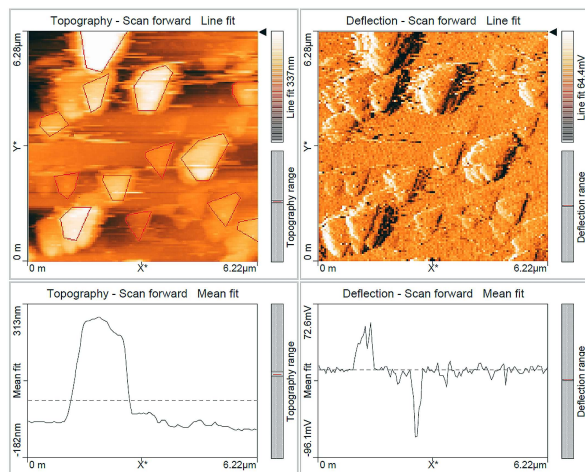 Topography - Scan forward Line fit
6.28µm
Y*
0 m
0 m
X*
6.22µm
Line fit 337nm
Topography range
Deflection - Scan forward Line fit
6.28µm
Y*
0 m
0 m
X*
6.22µm
Line fit 64.4mV
Deflection range
Topography - Scan forward Mean fit
313nm
Mean fit
-182nm
0 m
X*
6.22µm
Topography range
Deflection - Scan forward Mean fit
72.6mV
Mean fit
-96.1mV
0 m
X*
6.22µm
Deflection range